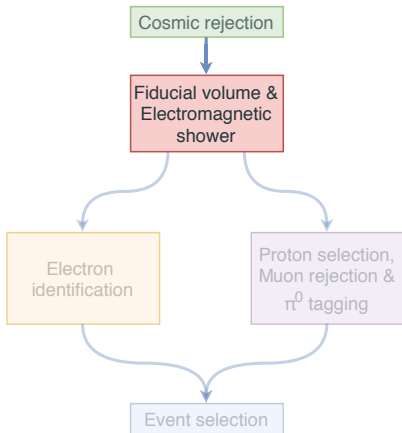 Cosmic rejection
Fiducial volume &
Electromagnetic
shower
Electron
identification
Proton selection,
Muon rejection &
π⁰ tagging
Event selection